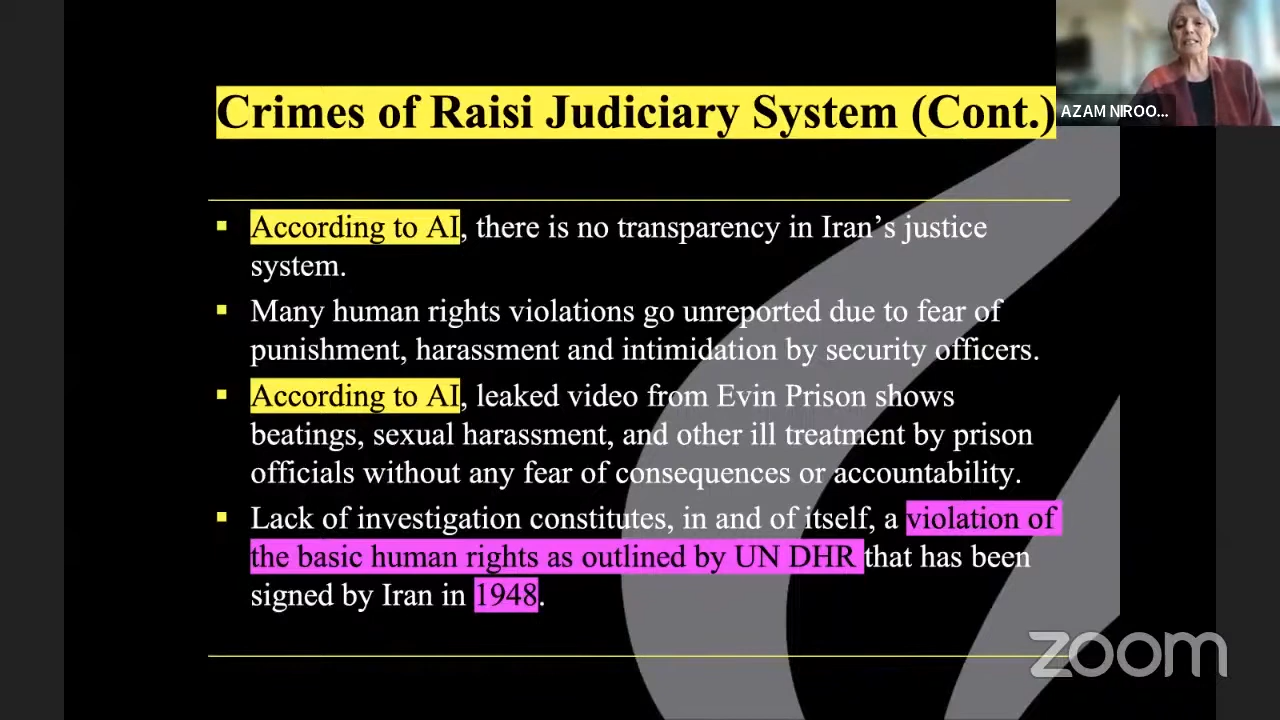 Crimes of Raisi Judiciary System (Cont.)
AZAM NIROO...
▪ According to AI, there is no transparency in Iran's justice
system.
▪ Many human rights violations go unreported due to fear of
punishment, harassment and intimidation by security officers.
▪ According to AI, leaked video from Evin Prison shows
beatings, sexual harassment, and other ill treatment by prison
officials without any fear of consequences or accountability.
▪ Lack of investigation constitutes, in and of itself, a violation of
the basic human rights as outlined by UN DHR that has been
signed by Iran in 1948.
zoom